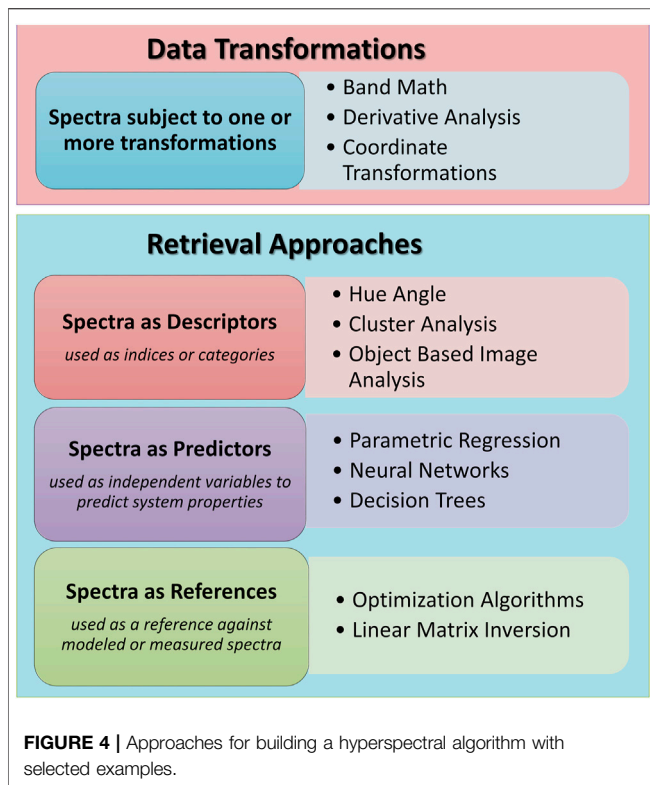 Data Transformations
Spectra subject to one or
more transformations
• Band Math
• Derivative Analysis
• Coordinate
Transformations
Retrieval Approaches
Spectra as Descriptors
used as indices or categories
• Hue Angle
• Cluster Analysis
• Object Based Image
Analysis
Spectra as Predictors
used as independent variables to
predict system properties
• Parametric Regression
• Neural Networks
• Decision Trees
Spectra as References
used as a reference against
modeled or measured spectra
• Optimization Algorithms
• Linear Matrix Inversion
FIGURE 4 | Approaches for building a hyperspectral algorithm with
selected examples.